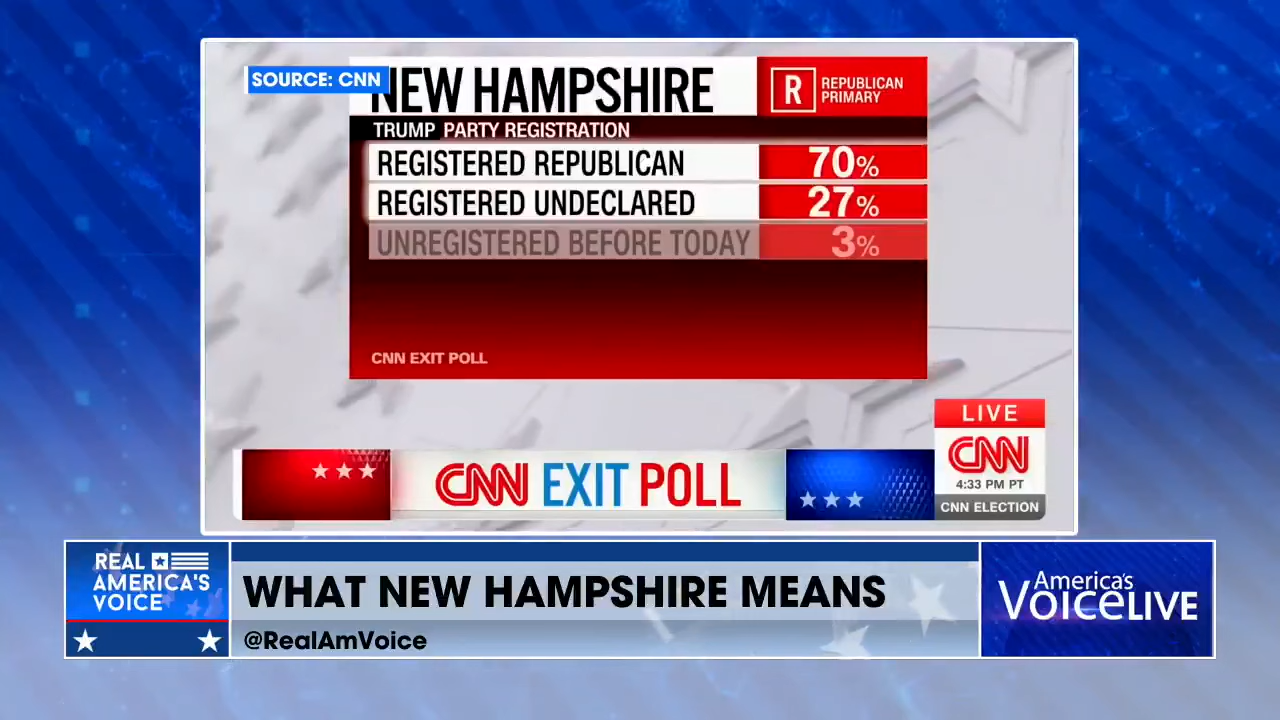 SOURCE: CNN
NEW HAMPSHIRE
R
REPUBLICAN
PRIMARY
TRUMP PARTY REGISTRATION
REGISTERED REPUBLICAN 70%
REGISTERED UNDECLARED 27%
UNREGISTERED BEFORE TODAY 3%
CNN EXIT POLL
LIVE
CNN
4:33 PM PT
CNN ELECTION
CNN EXIT POLL
REAL
AMERICA'S
VOICE
WHAT NEW HAMPSHIRE MEANS
@RealAmVoice
America's
VOICE LIVE